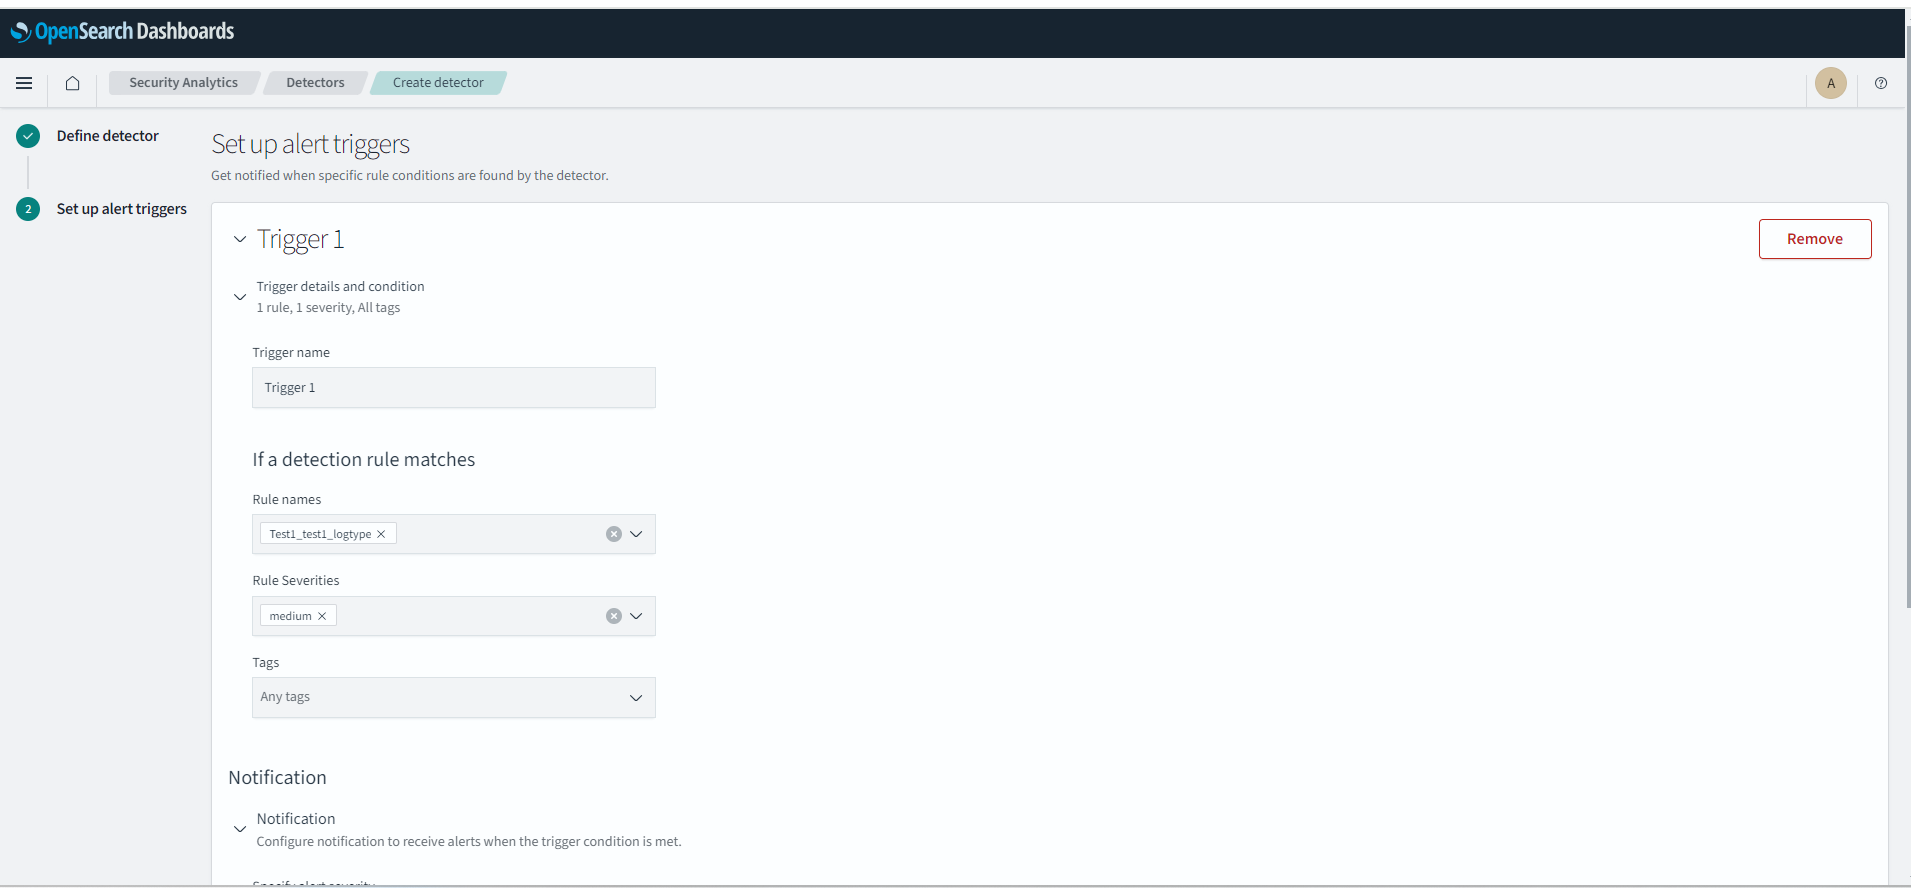 OpenSearch Dashboards
Security Analytics
Detectors
Create detector
A
Define detector
2
Set up alert triggers
Set up alert triggers
Get notified when specific rule conditions are found by the detector.
Trigger 1
Remove
Trigger details and condition
1 rule, 1 severity, All tags
Trigger name
Trigger 1
If a detection rule matches
Rule names
Test1_test1_logtype
Rule Severities
medium
Tags
Any tags
Notification
Notification
Configure notification to receive alerts when the trigger condition is met.
Specify alert severity